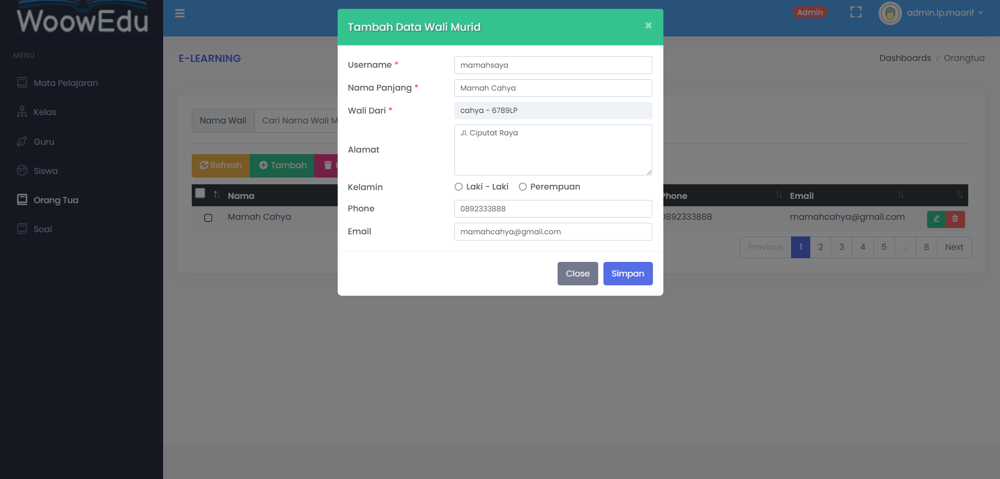 WoowEdu
Admin
admin.lp.maarif
MENU
Mata Pelajaran
Kelas
Guru
Siswa
Orang Tua
Soal
E-LEARNING
Dashboards / Orangtua
Nama Wali
Cari Nama Wali M
Refresh
Tambah
Nama
Phone
Email
Mamah Cahya
0892333888
mamahcahya@gmail.com
Previous 1 2 3 4 5 ... 8 Next
Tambah Data Wali Murid
Username *
mamahsaya
Nama Panjang *
Mamah Cahya
Wali Dari *
cahya - 6789LP
Alamat
Jl. Ciputat Raya
Kelamin
Laki - Laki
Perempuan
Phone
0892333888
Email
mamahcahya@gmail.com
Close
Simpan